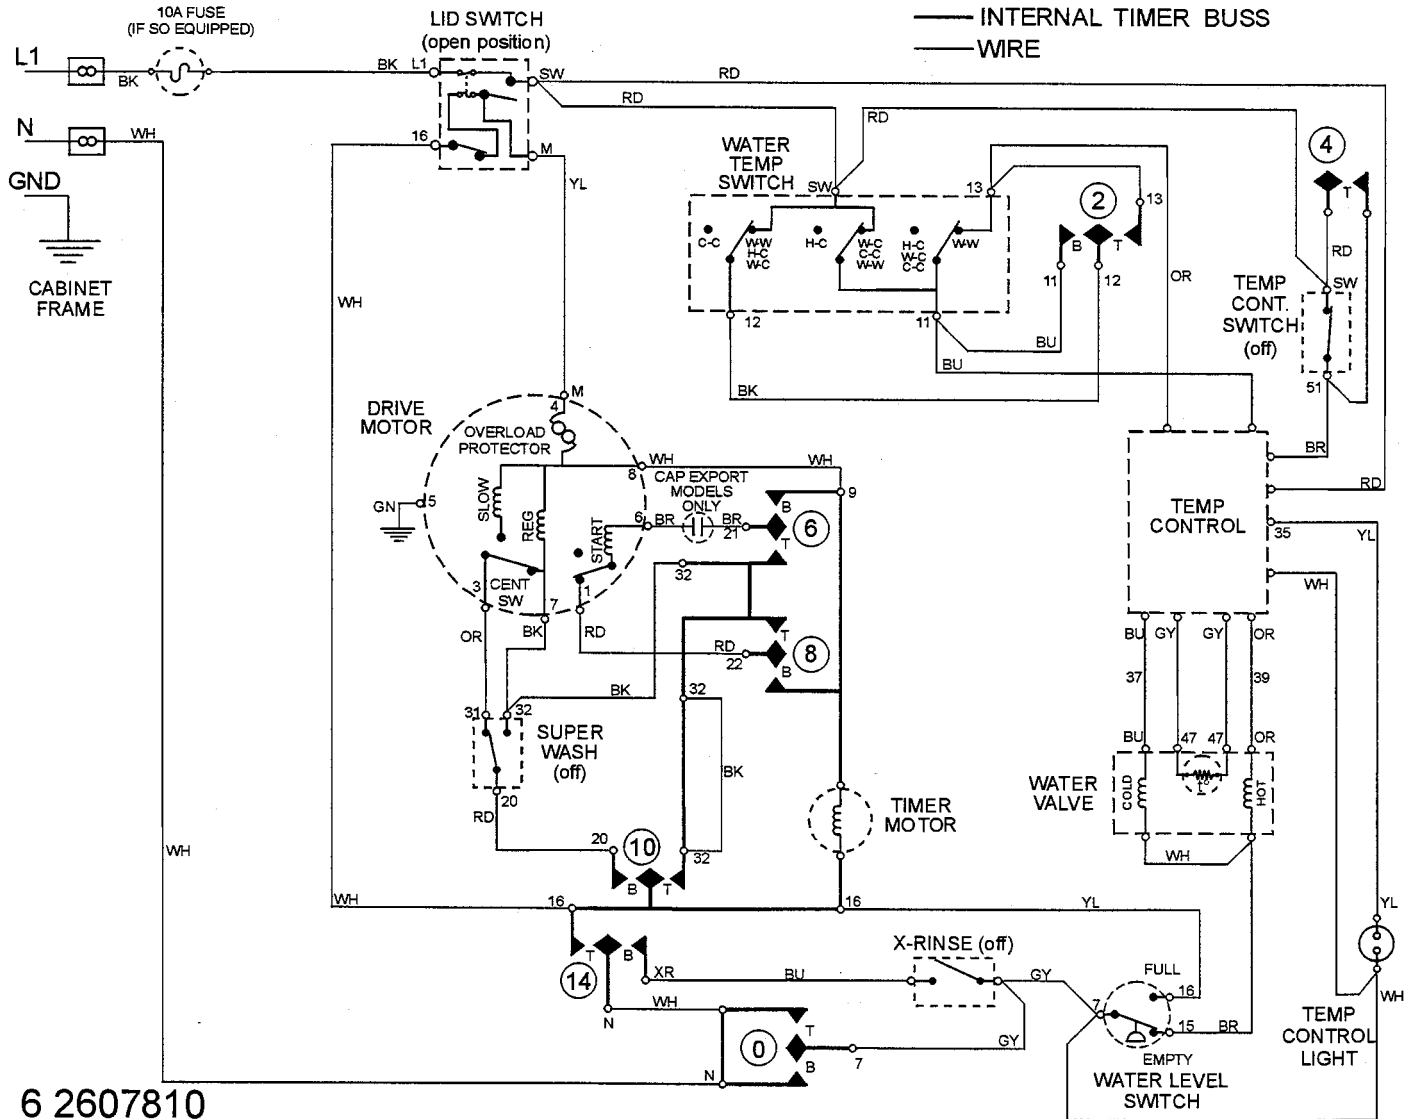 10A FUSE
(IF SO EQUIPPED)
LID SWITCH
(open position)
INTERNAL TIMER BUSS
WIRE
L1
BK
BK
L1
SW
RD
RD
RD
N
WH
16
M
YL
GND
CABINET
FRAME
WATER
TEMP
SWITCH
SW
13
C-C
W-W
H-C
W-C
H-C
W-C
C-C
W-W
H-C
W-C
C-C
W-W
12
11
2
13
B
T
11
12
BU
BU
BK
OR
4
T
RD
SW
TEMP
CONT.
SWITCH
(off)
51
BR
RD
WH
DRIVE
MOTOR
M
4
OVERLOAD
PROTECTOR
8
WH
WH
CAP EXPORT
MODELS
ONLY
9
GN
5
SLOW
REG
START
6
BR
BR
21
B
6
T
32
CENT
SW
3
7
1
OR
BK
RD
RD
22
T
8
B
BK
32
31
32
SUPER
WASH
(off)
BK
20
RD
20
10
32
B
T
TIMER
MOTOR
TEMP
CONTROL
35
YL
WH
BU
GY
GY
OR
37
39
BU
47
47
OR
WATER
VALVE
COLD
t°
HOT
WH
WH
WH
16
16
YL
YL
T
B
14
XR
BU
X-RINSE (off)
GY
FULL
16
7
15
BR
EMPTY
WATER LEVEL
SWITCH
TEMP
CONTROL
LIGHT
WH
WH
N
0
T
B
7
GY
N
6 2607810